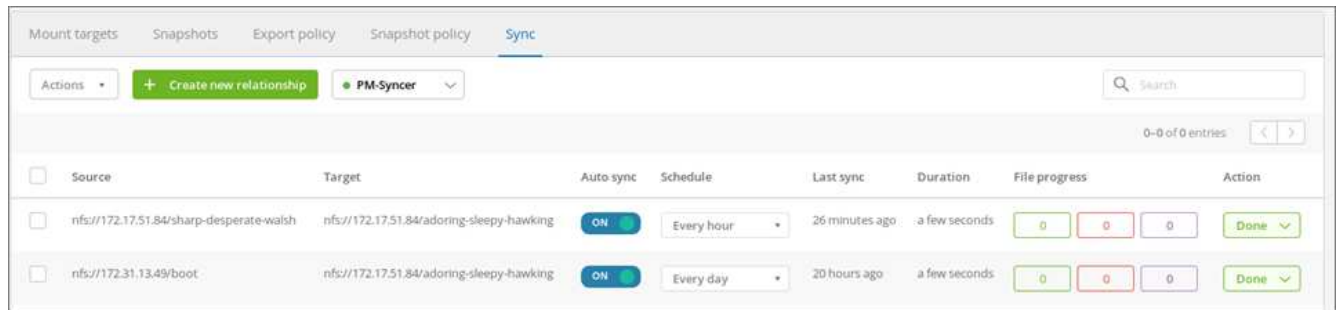 Mount targets Snapshots Export policy Snapshot policy Sync
Actions + Create new relationship PM-Syncer Search
0-0 of 0 entries < >
Source Target Auto sync Schedule Last sync Duration File progress Action
nfs://172.17.51.84/sharp-desperate-walsh nfs://172.17.51.84/adoring-sleepy-hawking ON Every hour 26 minutes ago a few seconds 0 0 0 Done
nfs://172.31.13.49/boot nfs://172.17.51.84/adoring-sleepy-hawking ON Every day 20 hours ago a few seconds 0 0 0 Done